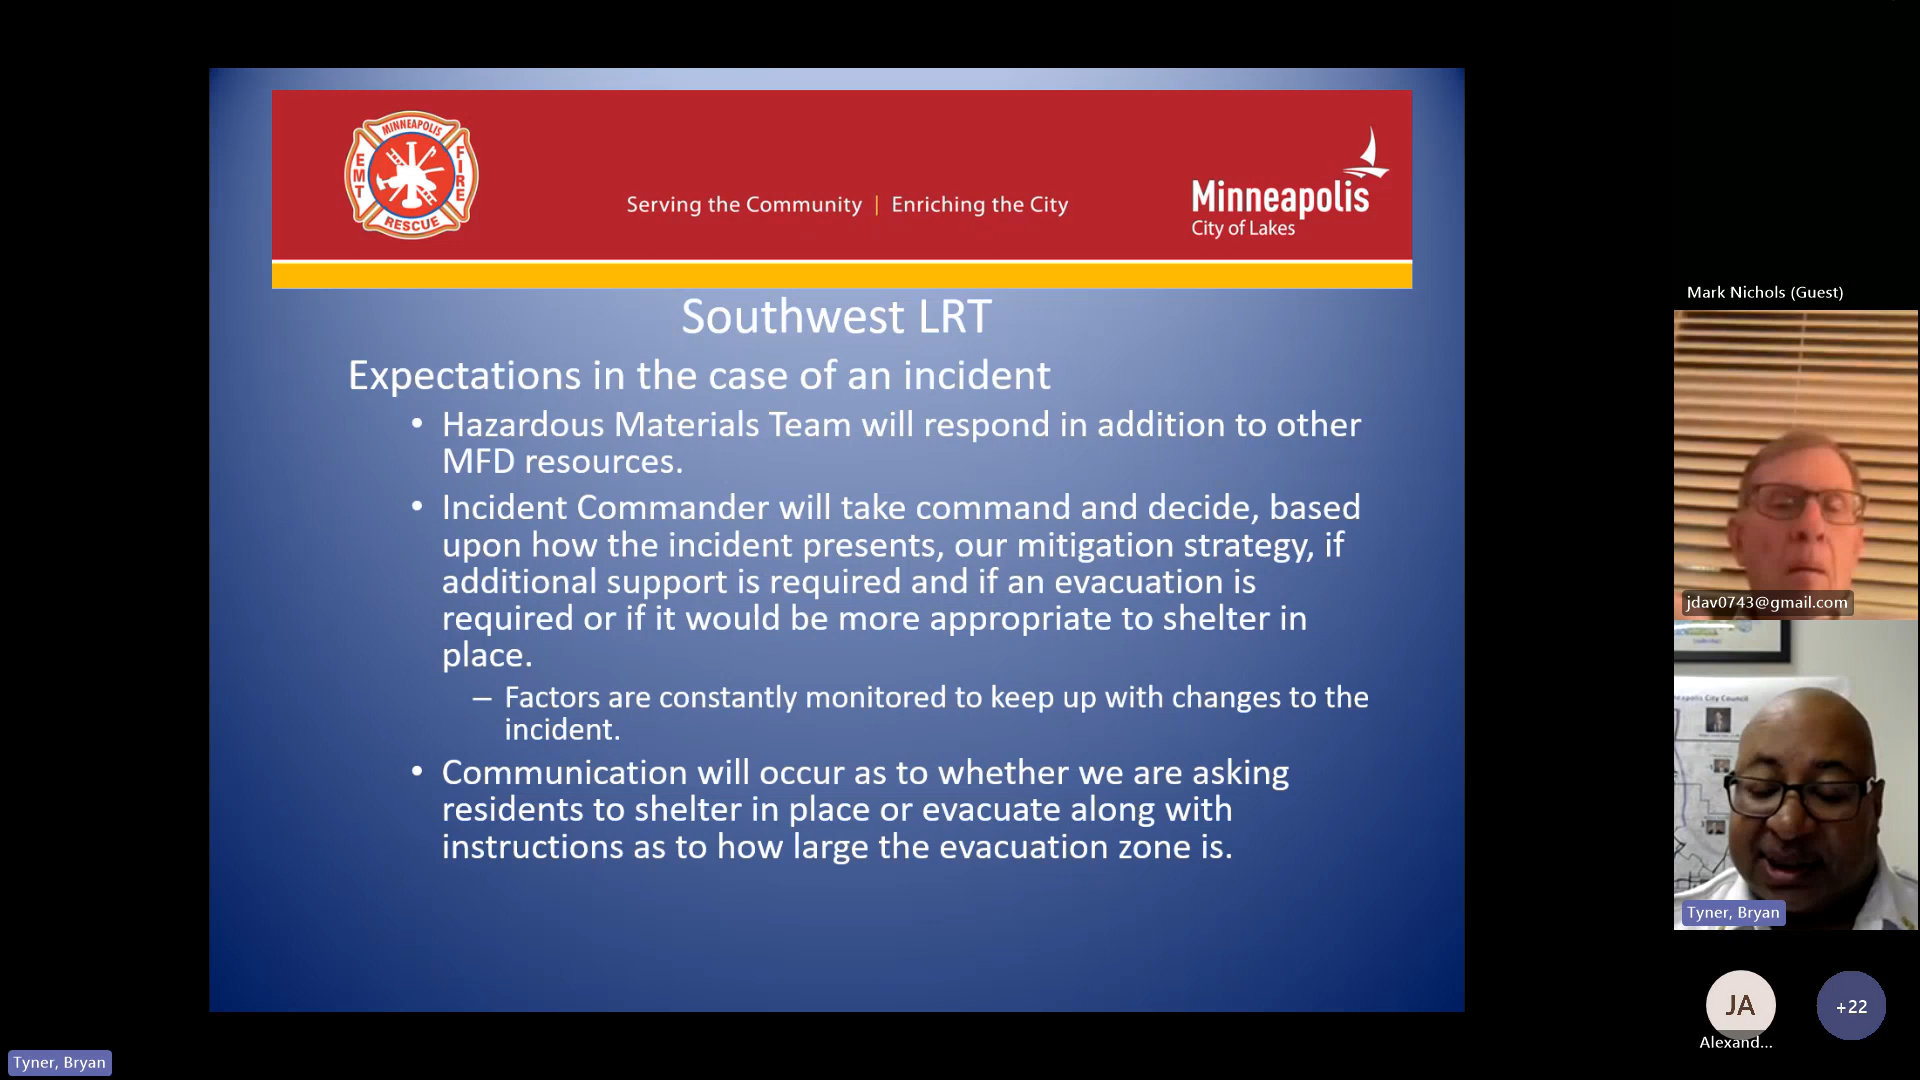 MINNEAPOLIS
EMT
FIRE
RESCUE
Serving the Community | Enriching the City
Minneapolis
City of Lakes
Southwest LRT
Expectations in the case of an incident
• Hazardous Materials Team will respond in addition to other
MFD resources.
• Incident Commander will take command and decide, based
upon how the incident presents, our mitigation strategy, if
additional support is required and if an evacuation is
required or if it would be more appropriate to shelter in
place.
– Factors are constantly monitored to keep up with changes to the
incident.
• Communication will occur as to whether we are asking
residents to shelter in place or evacuate along with
instructions as to how large the evacuation zone is.
Mark Nichols (Guest)
jdav0743@gmail.com
City Council
Tyner, Bryan
JA
Alexand...
+22
Tyner, Bryan